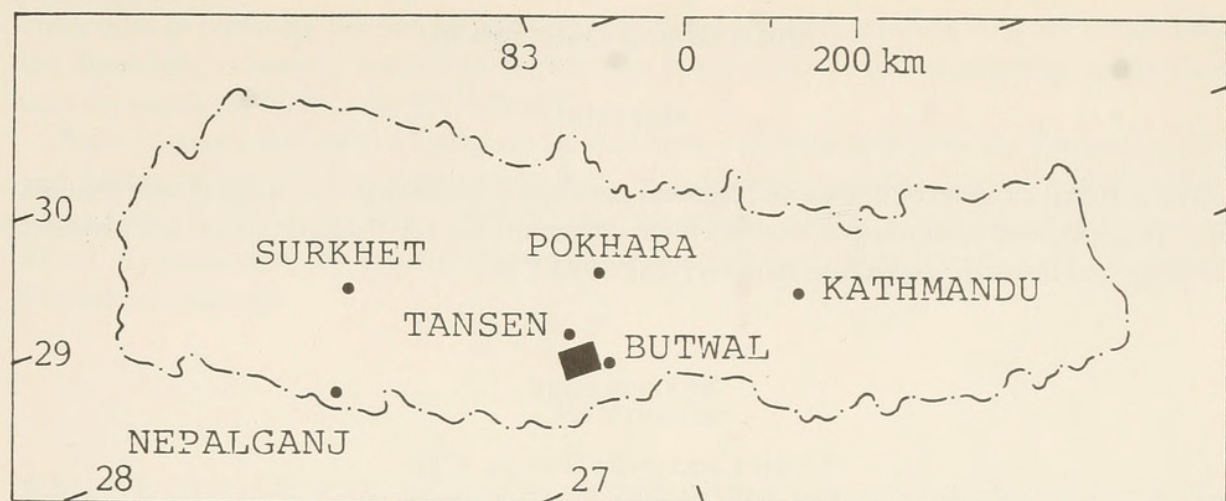 83
0
200 km
30
SURKHET
POKHARA
KATHMANDU
TANSEN
29
BUTWAL
NEPALGANJ
28
27